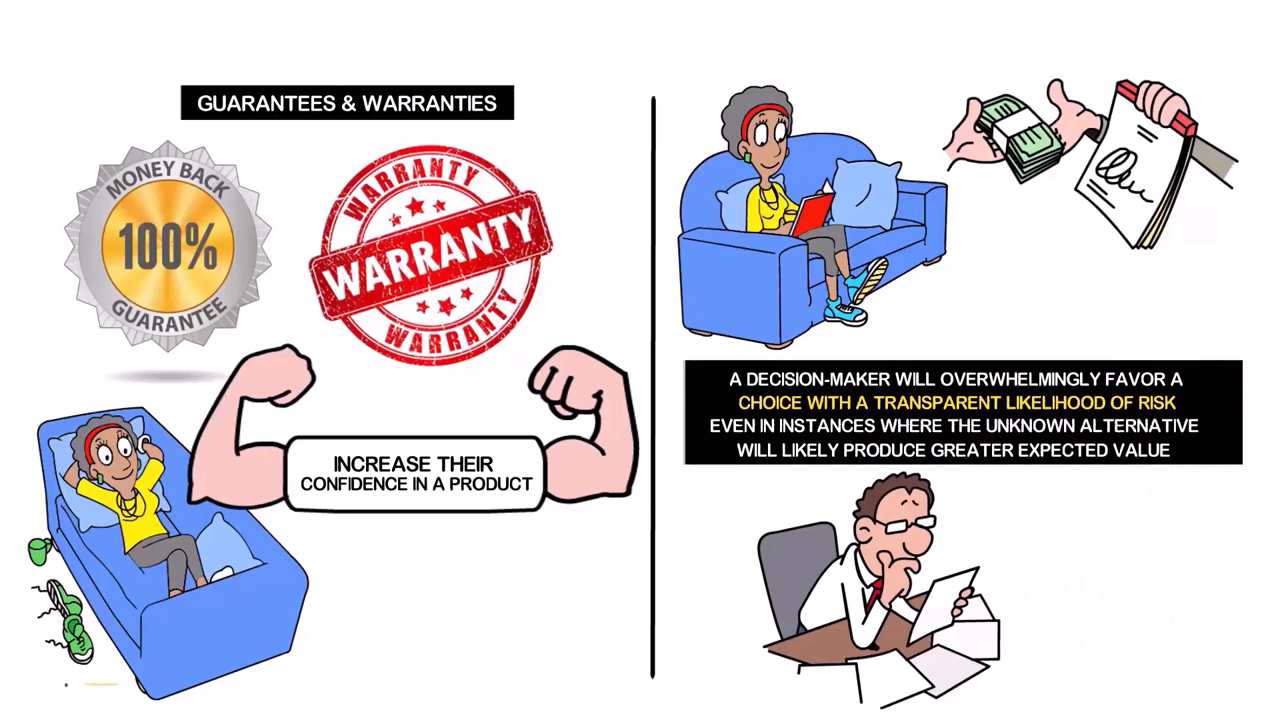 GUARANTEES & WARRANTIES
MONEY BACK
100%
GUARANTEE
WARRANTY
WARRANTY
WARRANTY
INCREASE THEIR
CONFIDENCE IN A PRODUCT
A DECISION-MAKER WILL OVERWHELMINGLY FAVOR A
CHOICE WITH A TRANSPARENT LIKELIHOOD OF RISK
EVEN IN INSTANCES WHERE THE UNKNOWN ALTERNATIVE
WILL LIKELY PRODUCE GREATER EXPECTED VALUE